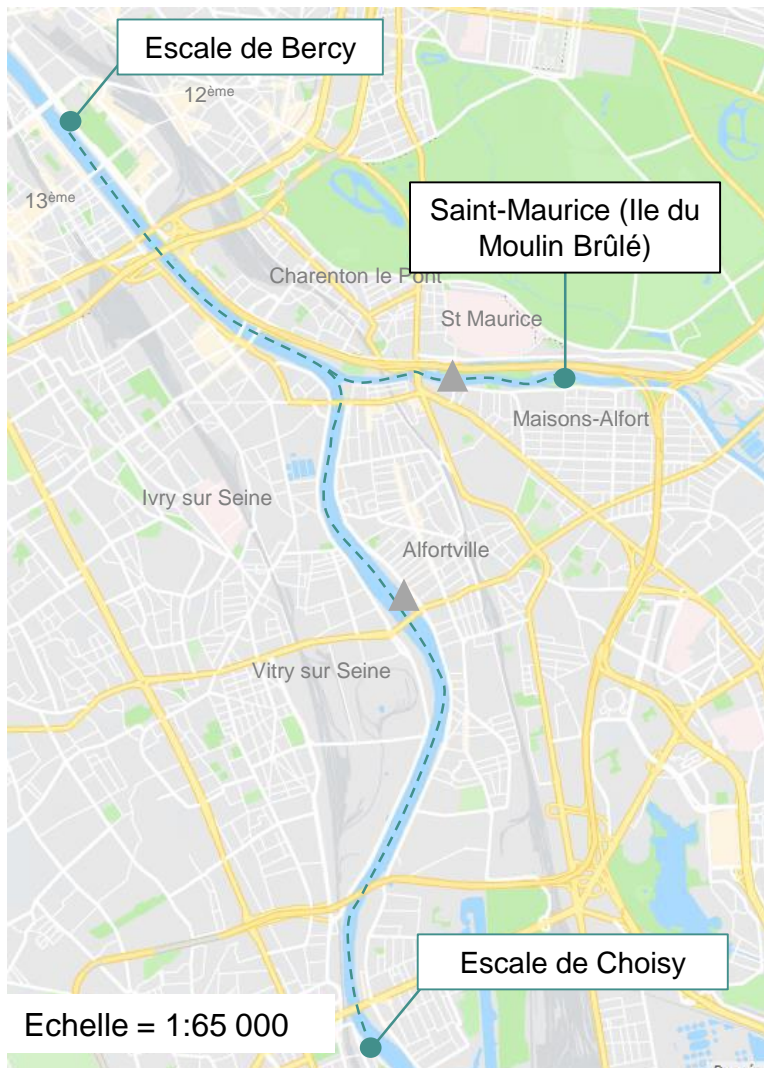 Escale de Bercy
12ème
13ème
Saint-Maurice (Ile du
Moulin Brûlé)
Charenton le Pont
St Maurice
Maisons-Alfort
Ivry sur Seine
Alfortville
Vitry sur Seine
Escale de Choisy
Echelle = 1:65 000